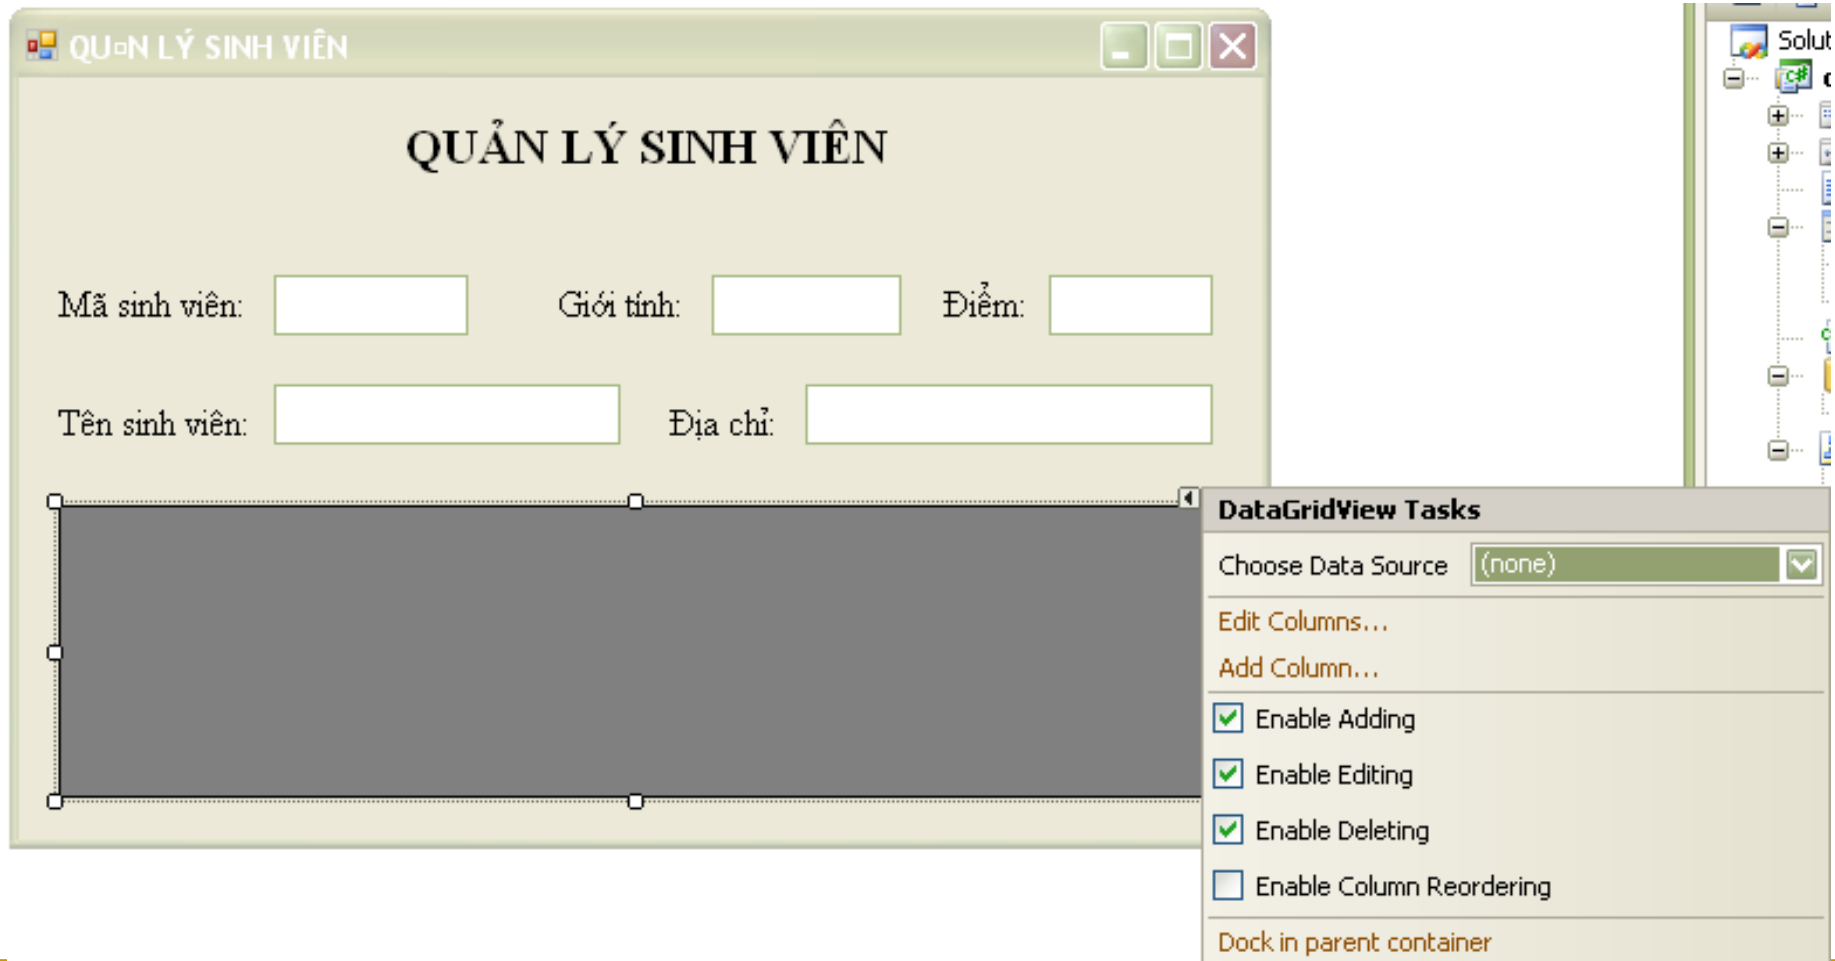 QU¤N LÝ SINH VIÊN
QUẢN LÝ SINH VIÊN
Mã sinh viên:
Giới tính:
Điểm:
Tên sinh viên:
Địa chỉ:
DataGridView Tasks
Choose Data Source
(none)
Edit Columns...
Add Column...
Enable Adding
Enable Editing
Enable Deleting
Enable Column Reordering
Dock in parent container